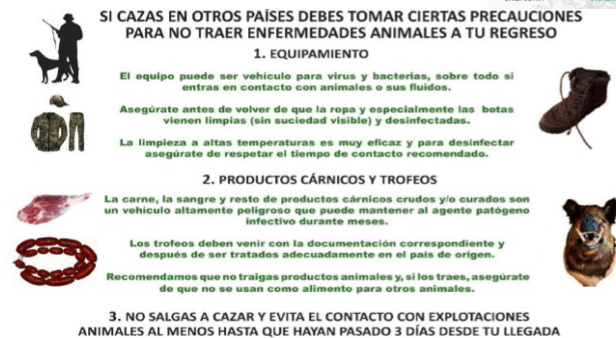 SI CAZAS EN OTROS PAÍSES DEBES TOMAR CIERTAS PRECAUCIONES
PARA NO TRAER ENFERMEDADES ANIMALES A TU REGRESO
1. EQUIPAMIENTO
El equipo puede ser vehículo para virus y bacterias, sobre todo si
entras en contacto con animales o sus fluidos.
Asegúrate antes de volver de que la ropa y especialmente las botas
vienen limpias (sin suciedad visible) y desinfectadas.
La limpieza a altas temperaturas es muy eficaz y para desinfectar
asegúrate de respetar el tiempo de contacto recomendado.
2. PRODUCTOS CÁRNICOS Y TROFEOS
La carne, la sangre y resto de productos cárnicos crudos y/o curados son
un vehículo altamente peligroso que puede mantener al agente patógeno
infectivo durante meses.
Los trofeos deben venir con la documentación correspondiente y
después de ser tratados adecuadamente en el país de origen.
Recomendamos que no traigas productos animales y, si los traes, asegúrate
de que no se usan como alimento para otros animales.
3. NO SALGAS A CAZAR Y EVITA EL CONTACTO CON EXPLOTACIONES
ANIMALES AL MENOS HASTA QUE HAYAN PASADO 3 DÍAS DESDE TU LLEGADA